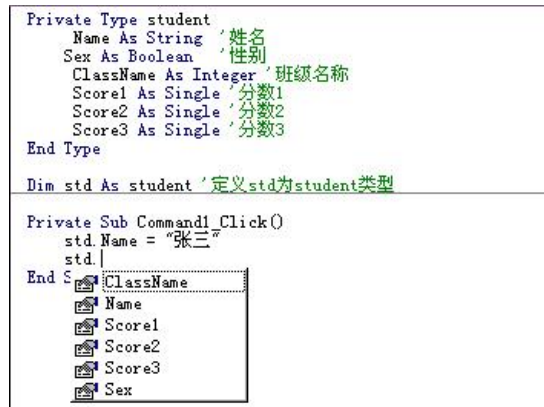 Private Type student
Name As String '姓名
Sex As Boolean '性别
ClassName As Integer '班级名称
Score1 As Single '分数1
Score2 As Single '分数2
Score3 As Single '分数3
End Type
Dim std As student '定义std为student类型
Private Sub Command1_Click()
std.Name = "张三"
std.
End S
ClassName
Name
Score1
Score2
Score3
Sex